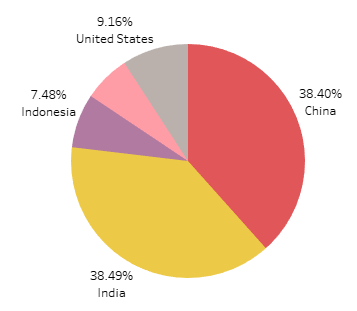 9.16%
United States
38.40%
China
7.48%
Indonesia
38.49%
India